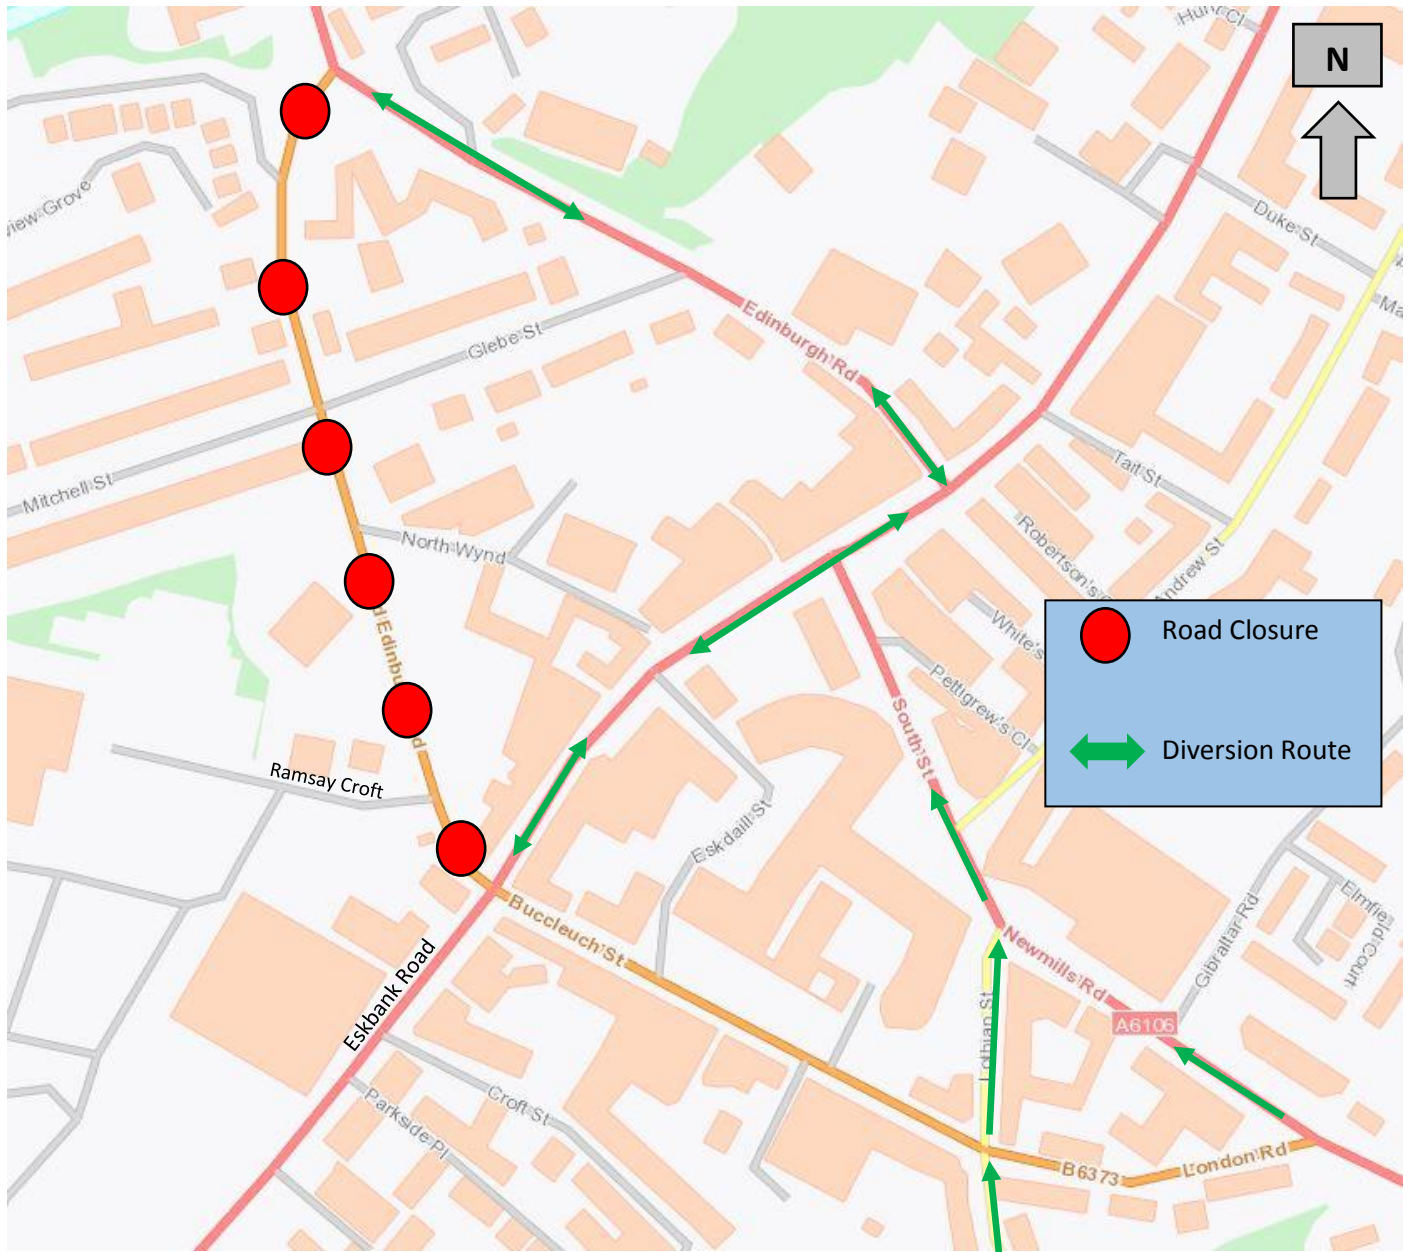 Hunt Cl
N
view Grove
Duke St
Ma
Edinburgh Rd
Glebe St
Mitchell St
Tait St
North Wynd
Robertson's
Andrew St
White's
Road Closure
Pettigrew's Cl
South St
Diversion Route
d Edinbu
d
Ramsay Croft
Eskdaill St
Buccleuch St
Eskbank Road
Newmills Rd
Gibraltar Rd
Elmfield Court
A6106
Lothian St
Croft St
Parkside Pl
B6373
London Rd